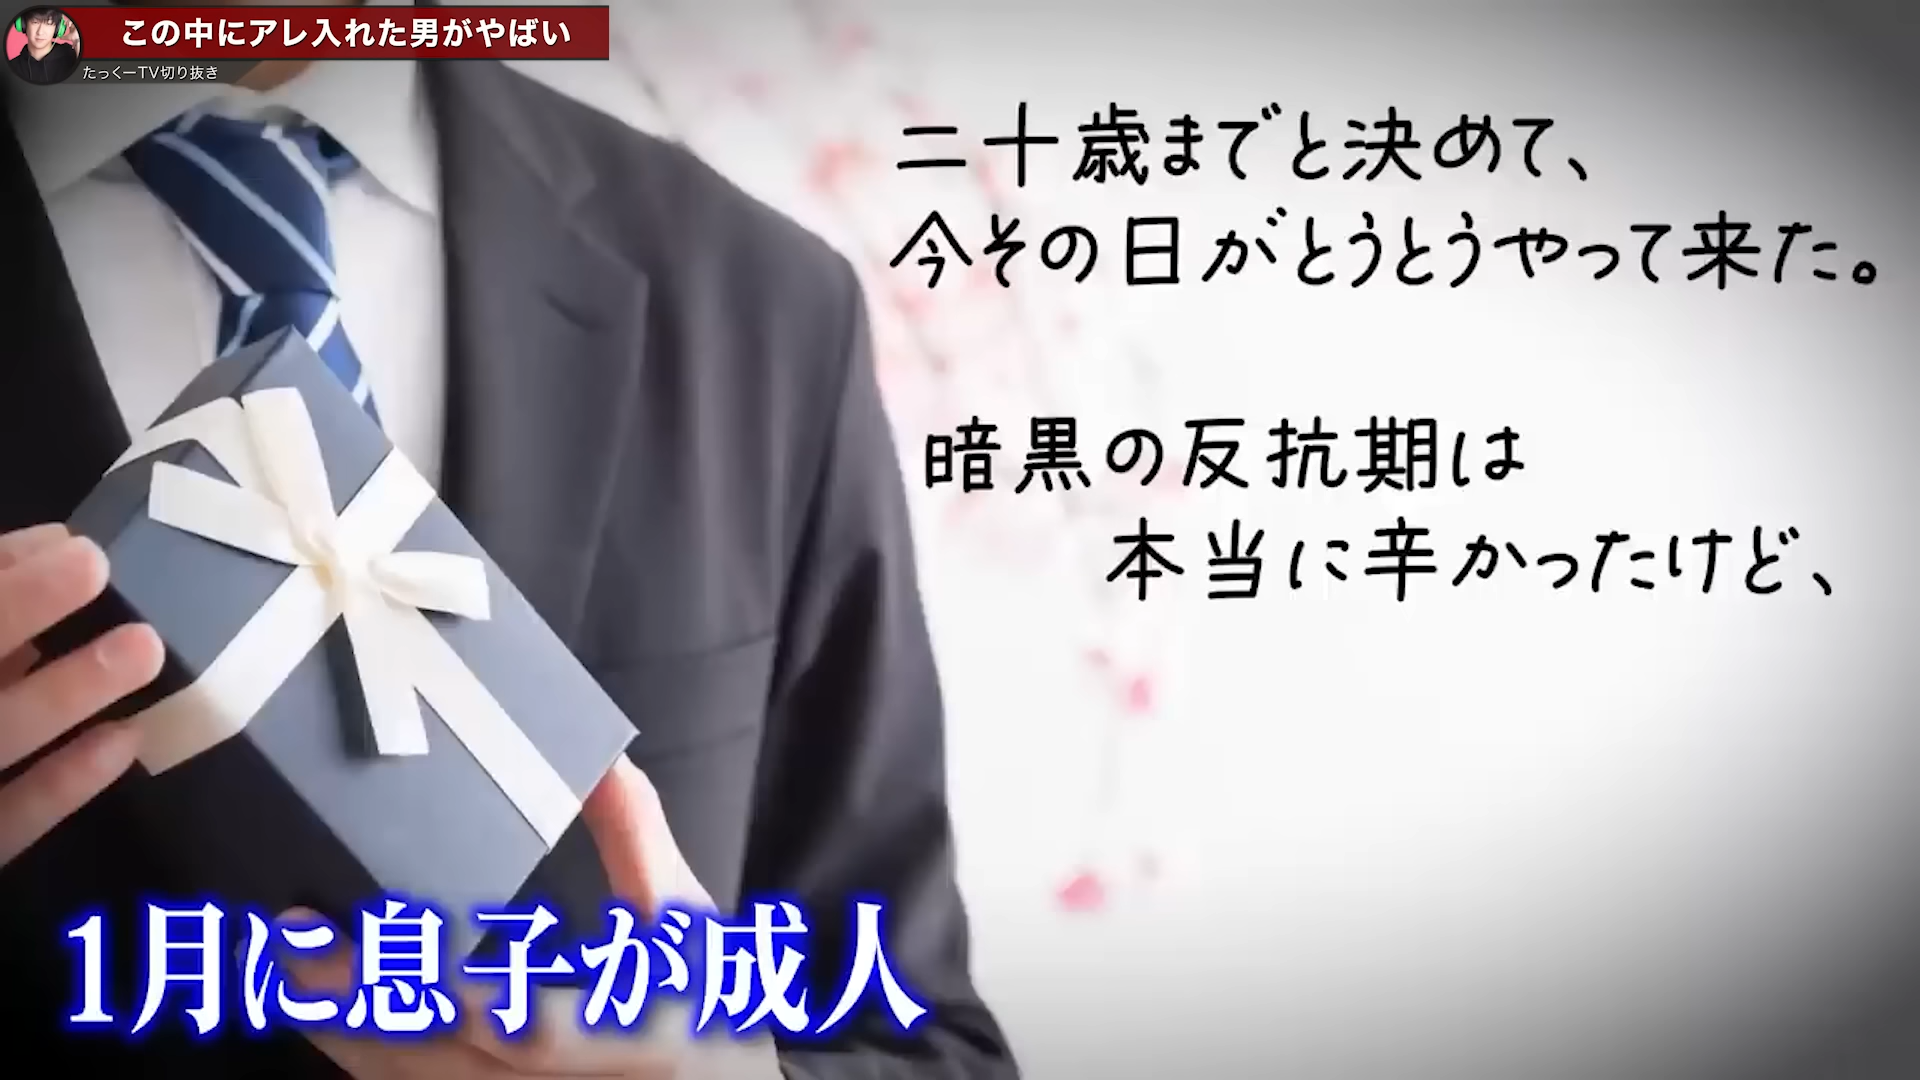 この中にアレ入れた男がやばい
たっくーTV切り抜き
二十歳までと決めて、
今その日がとうとうやって来た。
暗黒の反抗期は
本当に辛かったけど、
1月に息子が成人